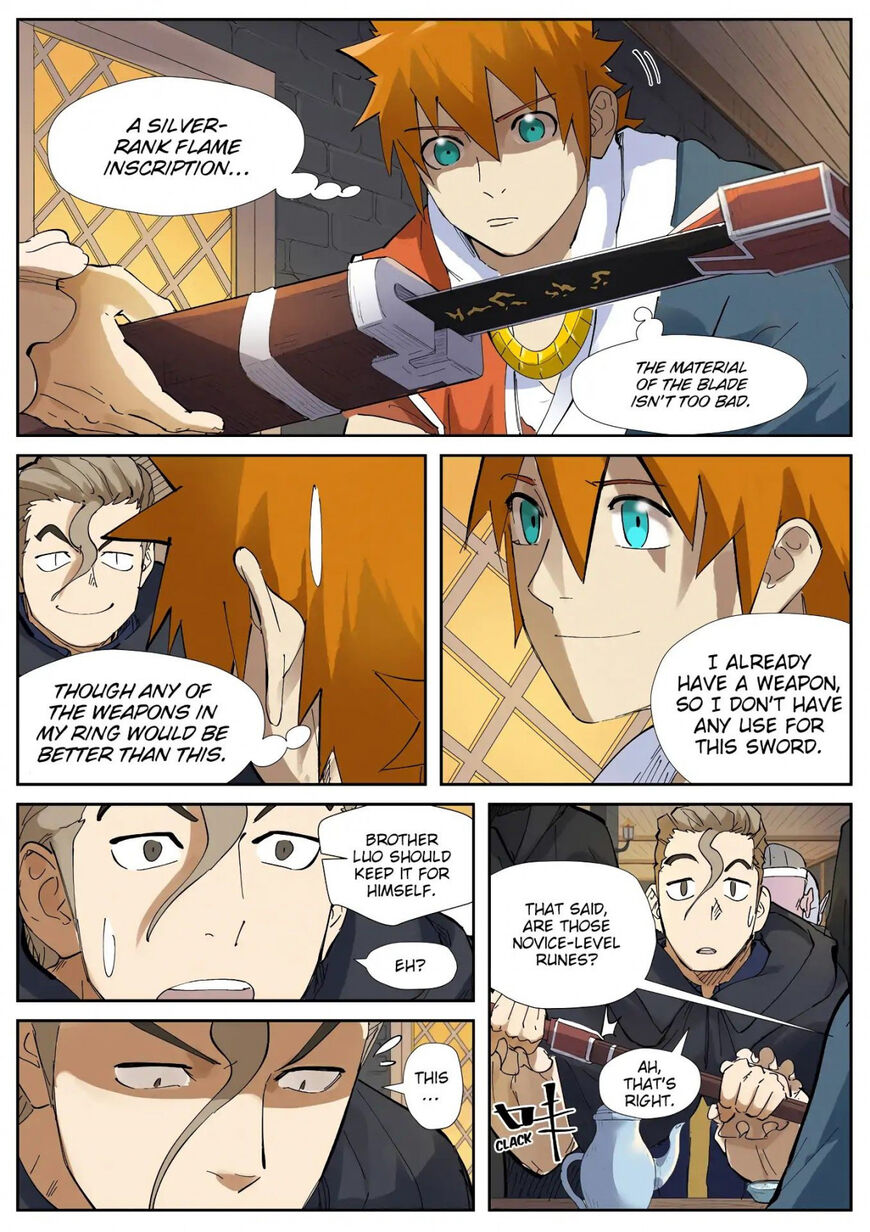 A SILVER-
RANK FLAME
INSCRIPTION...
THE MATERIAL
OF THE BLADE
ISN'T TOO BAD.
THOUGH ANY OF
THE WEAPONS IN
MY RING WOULD BE
BETTER THAN THIS.
I ALREADY
HAVE A WEAPON,
SO I DON'T HAVE
ANY USE FOR
THIS SWORD.
BROTHER
LUO SHOULD
KEEP IT FOR
HIMSELF.
EH?
THIS
...
THAT SAID,
ARE THOSE
NOVICE-LEVEL
RUNES?
AH,
THAT'S
RIGHT.
CLACK